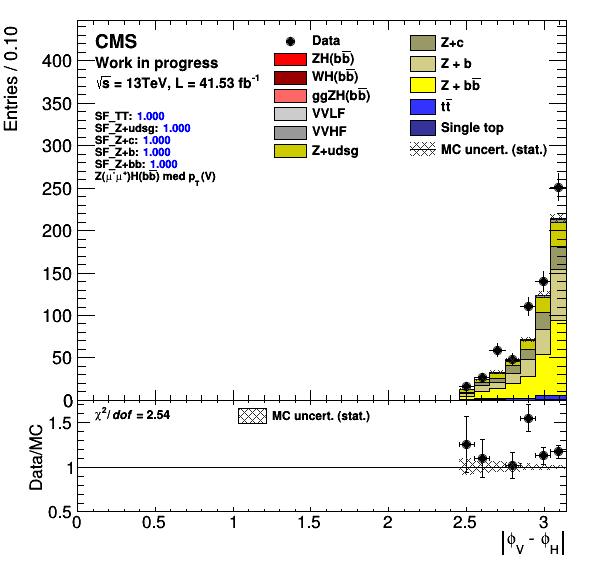 CMS
Work in progress
√s = 13TeV, L = 41.53 fb⁻¹
SF_TT: 1.000
SF_Z+udsg: 1.000
SF_Z+c: 1.000
SF_Z+b: 1.000
SF_Z+bb: 1.000
Z(μ⁻μ⁺)H(bb̅) med p_T(V)
Data
ZH(bb̅)
WH(bb̅)
ggZH(bb̅)
VVLF
VVHF
Z+udsg
Z+c
Z + b
Z + bb̅
tt̅
Single top
MC uncert. (stat.)
Entries / 0.10
400
350
300
250
200
150
100
50
0
χ²/dof = 2.54
MC uncert. (stat.)
Data/MC
1.5
1
0.5
0
0.5
1
1.5
2
2.5
3
|ϕ_V - ϕ_H|